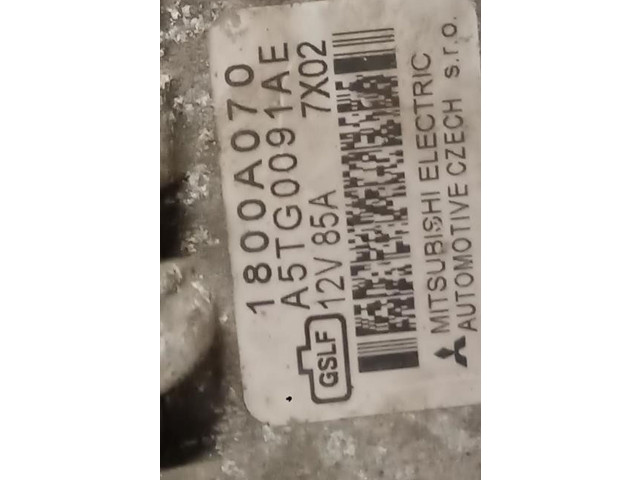 1800A070
A5TG0091AE
12V 85A 7X02
GSLF
MITSUBISHI ELECTRIC
AUTOMOTIVE CZECH s.r.o.